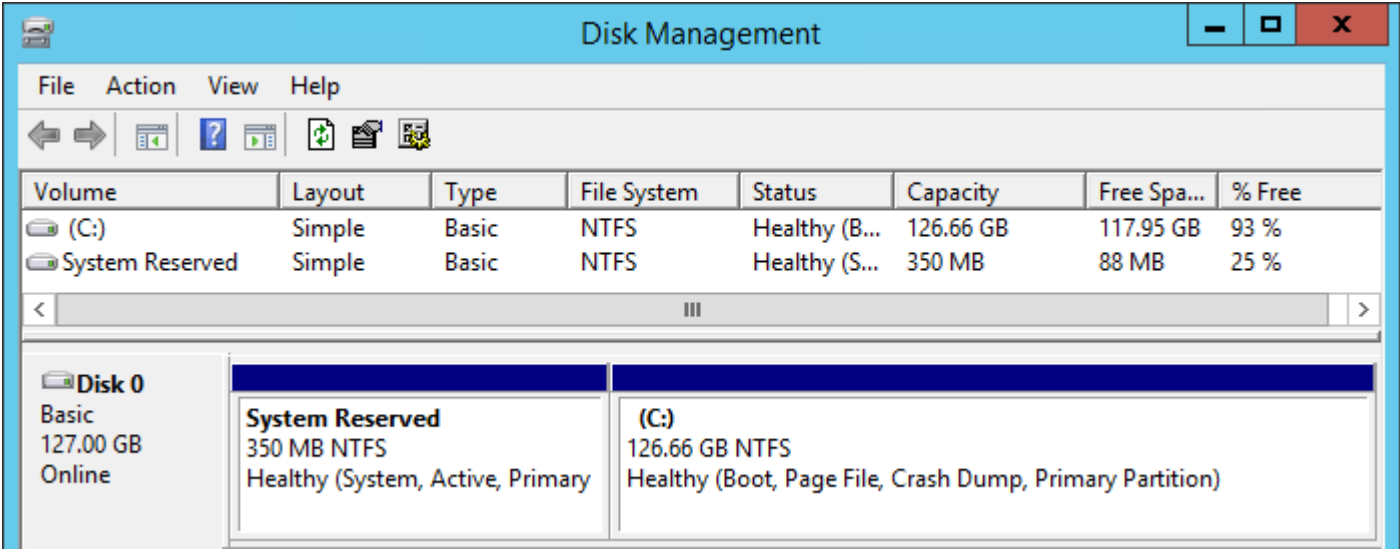 Disk Management
File Action View Help
Volume Layout Type File System Status Capacity Free Spa... % Free
(C:) Simple Basic NTFS Healthy (B... 126.66 GB 117.95 GB 93 %
System Reserved Simple Basic NTFS Healthy (S... 350 MB 88 MB 25 %
Disk 0
Basic
127.00 GB
Online
System Reserved
350 MB NTFS
Healthy (System, Active, Primary
(C:)
126.66 GB NTFS
Healthy (Boot, Page File, Crash Dump, Primary Partition)